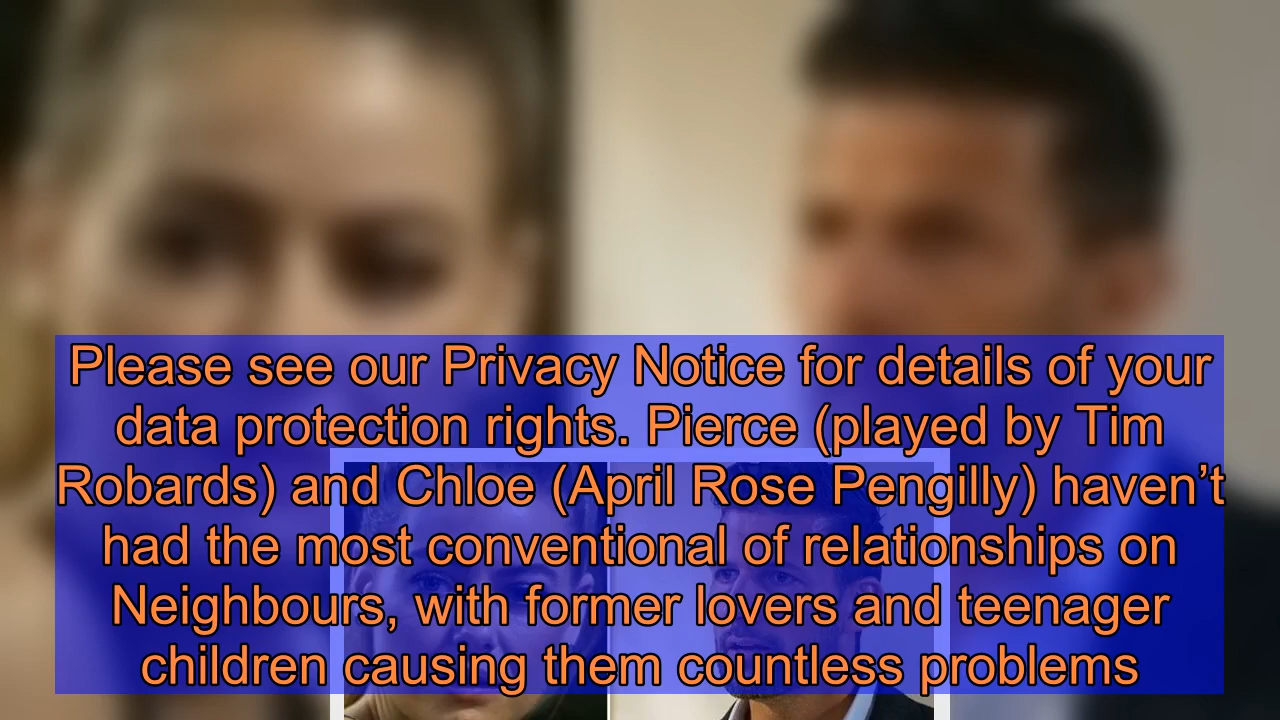 Please see our Privacy Notice for details of your
data protection rights. Pierce (played by Tim
Robards) and Chloe (April Rose Pengilly) haven’t
had the most conventional of relationships on
Neighbours, with former lovers and teenager
children causing them countless problems